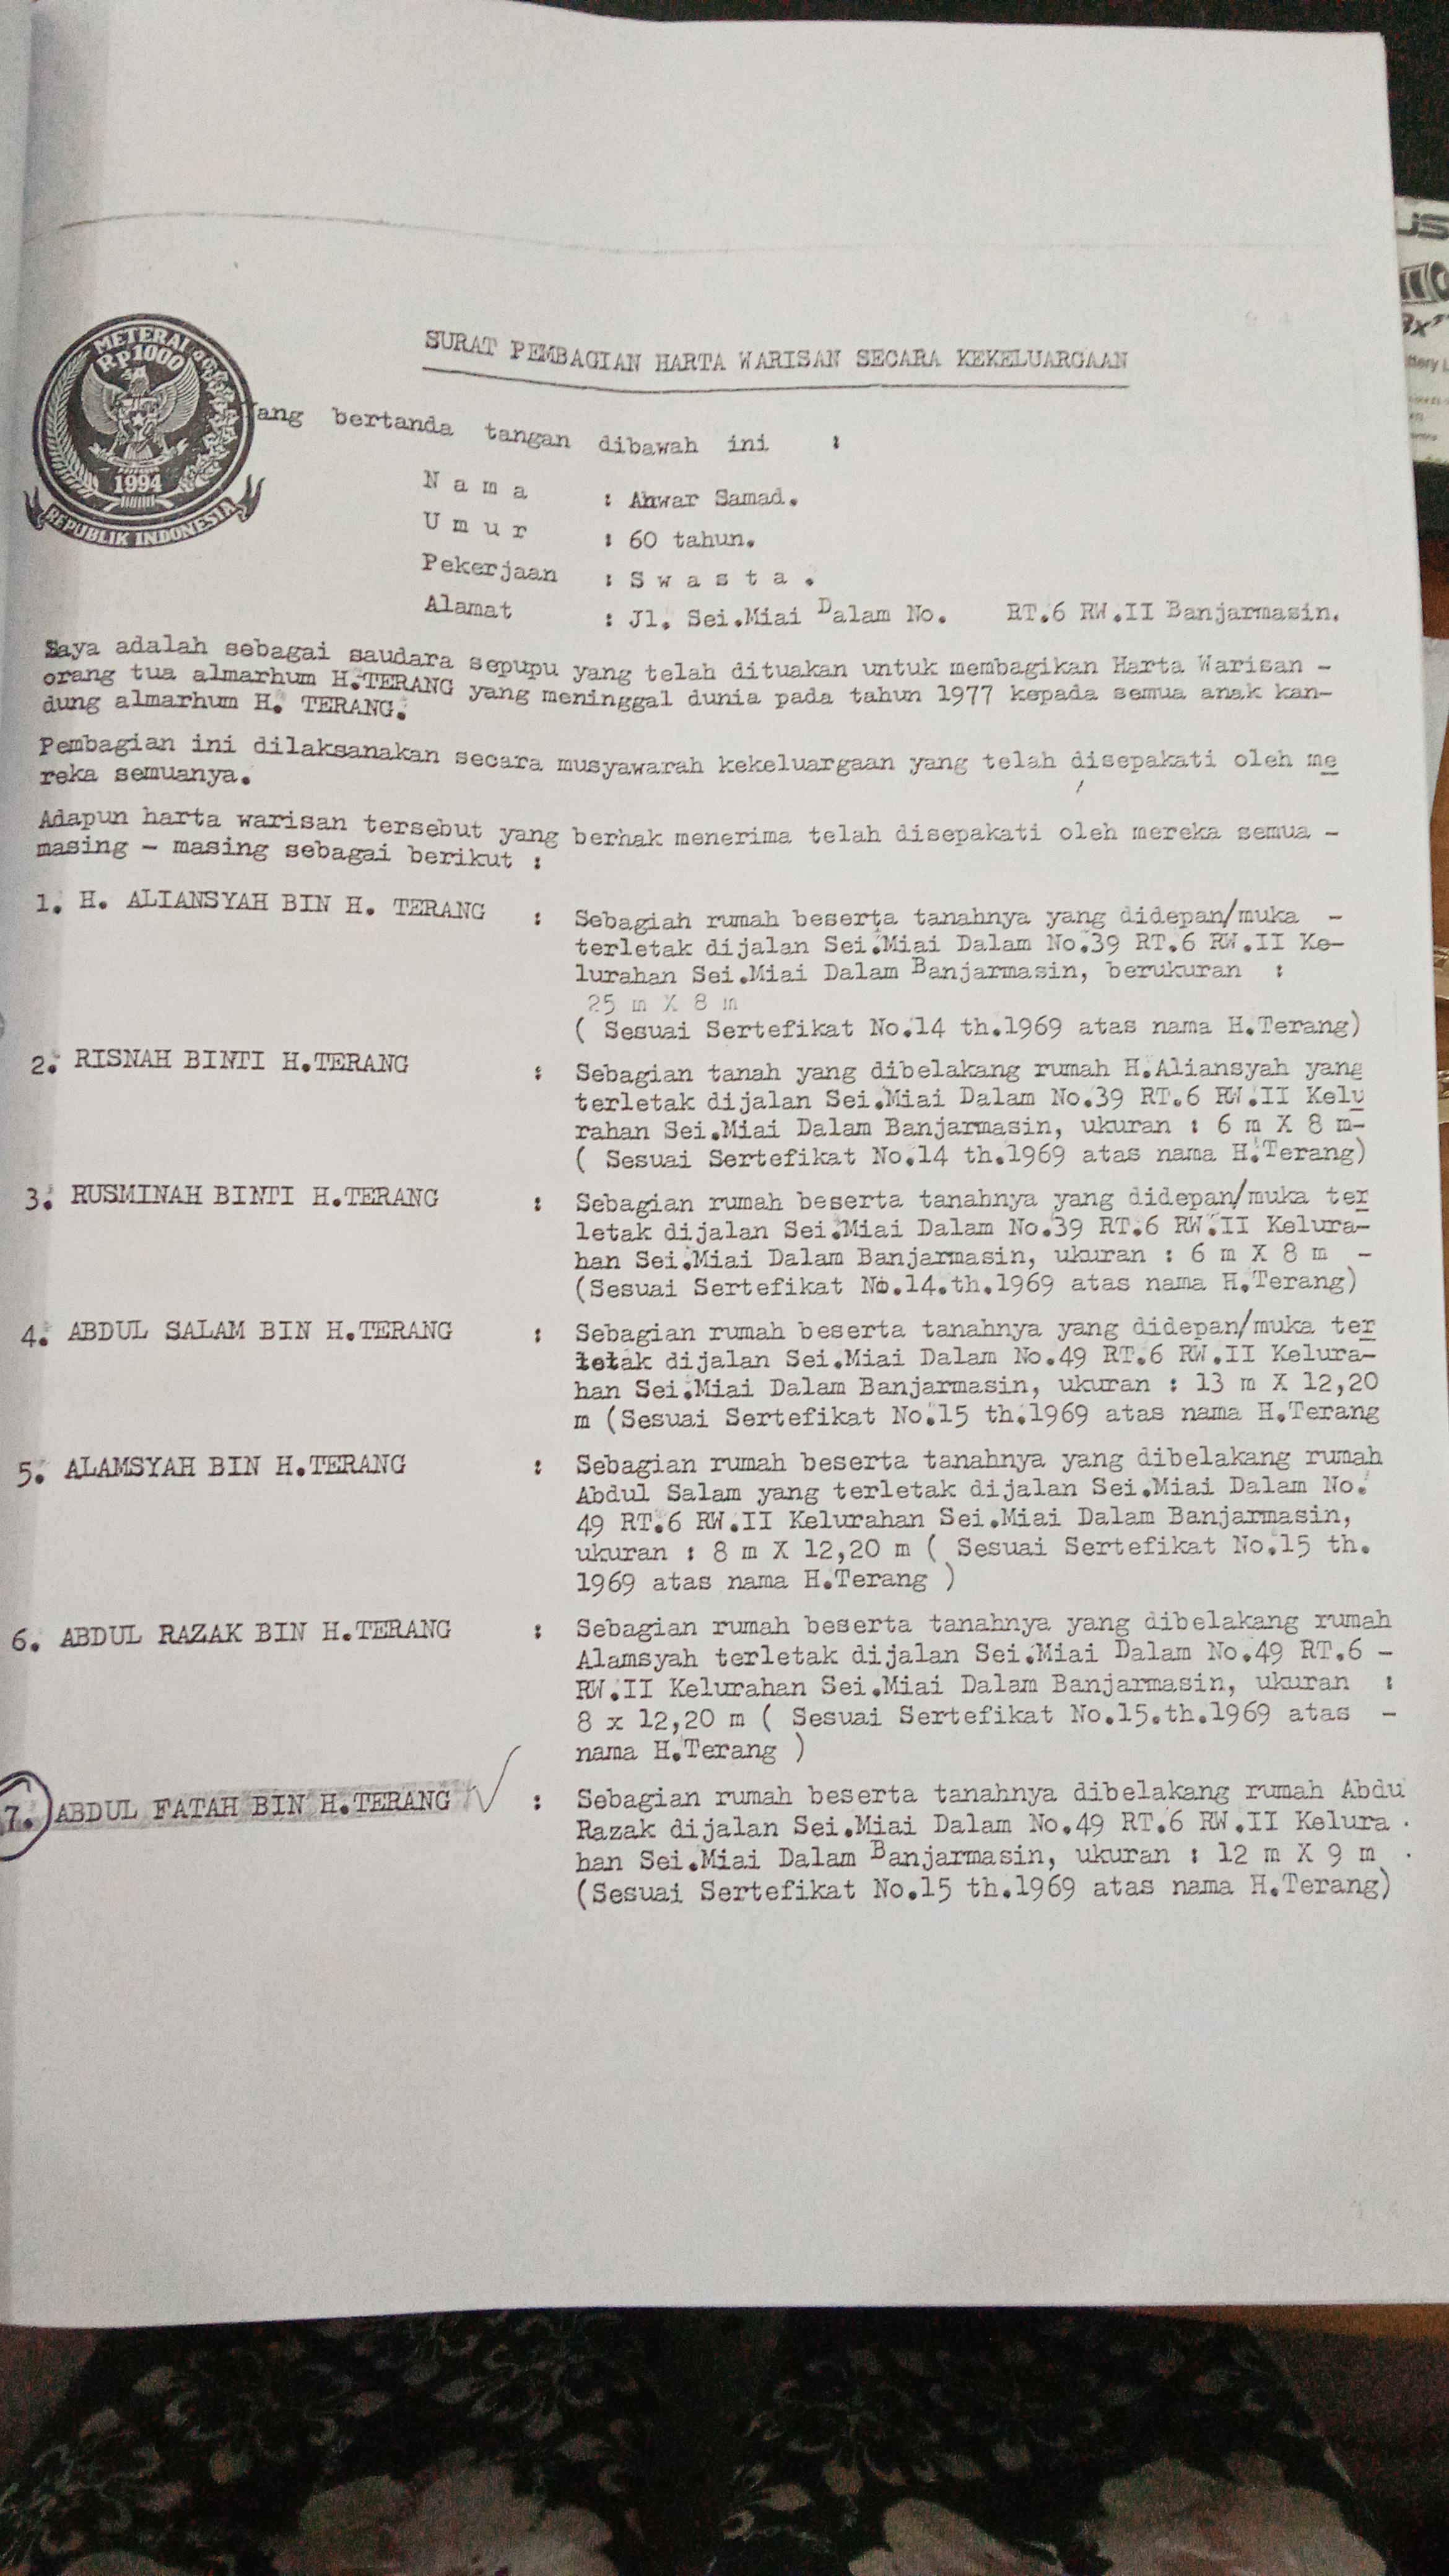 SURAT PEMBAGIAN HARTA WARISAN SECARA KEKELUARGAAN
METERAI
Rp1000
1994
REPUBLIK INDONESIA
Yang bertanda tangan dibawah ini :
N a m a : Anwar Samad.
U m u r : 60 tahun.
Pekerjaan : S w a s t a .
Alamat : Jl. Sei.Miai Dalam No. RT.6 RW.II Banjarmasin.
Saya adalah sebagai saudara sepupu yang telah dituakan untuk membagikan Harta Warisan -
orang tua almarhum H.TERANG yang meninggal dunia pada tahun 1977 kepada semua anak kan-
dung almarhum H. TERANG.
Pembagian ini dilaksanakan secara musyawarah kekeluargaan yang telah disepakati oleh me
reka semuanya.
Adapun harta warisan tersebut yang berhak menerima telah disepakati oleh mereka semua -
masing - masing sebagai berikut :
1. H. ALIANSYAH BIN H. TERANG : Sebagiah rumah beserta tanahnya yang didepan/muka -
terletak dijalan Sei.Miai Dalam No.39 RT.6 RW.II Ke-
lurahan Sei.Miai Dalam Banjarmasin, berukuran :
25 m X 8 m
( Sesuai Sertefikat No.14 th.1969 atas nama H.Terang)
2. RISNAH BINTI H.TERANG : Sebagian tanah yang dibelakang rumah H.Aliansyah yang
terletak dijalan Sei.Miai Dalam No.39 RT.6 RW.II Kelu
rahan Sei.Miai Dalam Banjarmasin, ukuran : 6 m X 8 m-
( Sesuai Sertefikat No.14 th.1969 atas nama H.Terang)
3. RUSMINAH BINTI H.TERANG : Sebagian rumah beserta tanahnya yang didepan/muka ter
letak dijalan Sei.Miai Dalam No.39 RT.6 RW.II Kelura-
han Sei.Miai Dalam Banjarmasin, ukuran : 6 m X 8 m -
(Sesuai Sertefikat No.14.th.1969 atas nama H.Terang)
4. ABDUL SALAM BIN H.TERANG : Sebagian rumah beserta tanahnya yang didepan/muka ter
letak dijalan Sei.Miai Dalam No.49 RT.6 RW.II Kelura-
han Sei.Miai Dalam Banjarmasin, ukuran : 13 m X 12,20
m (Sesuai Sertefikat No.15 th.1969 atas nama H.Terang
5. ALAMSYAH BIN H.TERANG : Sebagian rumah beserta tanahnya yang dibelakang rumah
Abdul Salam yang terletak dijalan Sei.Miai Dalam No.
49 RT.6 RW.II Kelurahan Sei.Miai Dalam Banjarmasin,
ukuran : 8 m X 12,20 m ( Sesuai Sertefikat No.15 th.
1969 atas nama H.Terang )
6. ABDUL RAZAK BIN H.TERANG : Sebagian rumah beserta tanahnya yang dibelakang rumah
Alamsyah terletak dijalan Sei.Miai Dalam No.49 RT.6 -
RW.II Kelurahan Sei.Miai Dalam Banjarmasin, ukuran :
8 x 12,20 m ( Sesuai Sertefikat No.15.th.1969 atas -
nama H.Terang )
7. ABDUL FATAH BIN H.TERANG : Sebagian rumah beserta tanahnya dibelakang rumah Abdu
Razak dijalan Sei.Miai Dalam No.49 RT.6 RW.II Kelura
han Sei.Miai Dalam Banjarmasin, ukuran : 12 m X 9 m
(Sesuai Sertefikat No.15 th.1969 atas nama H.Terang)